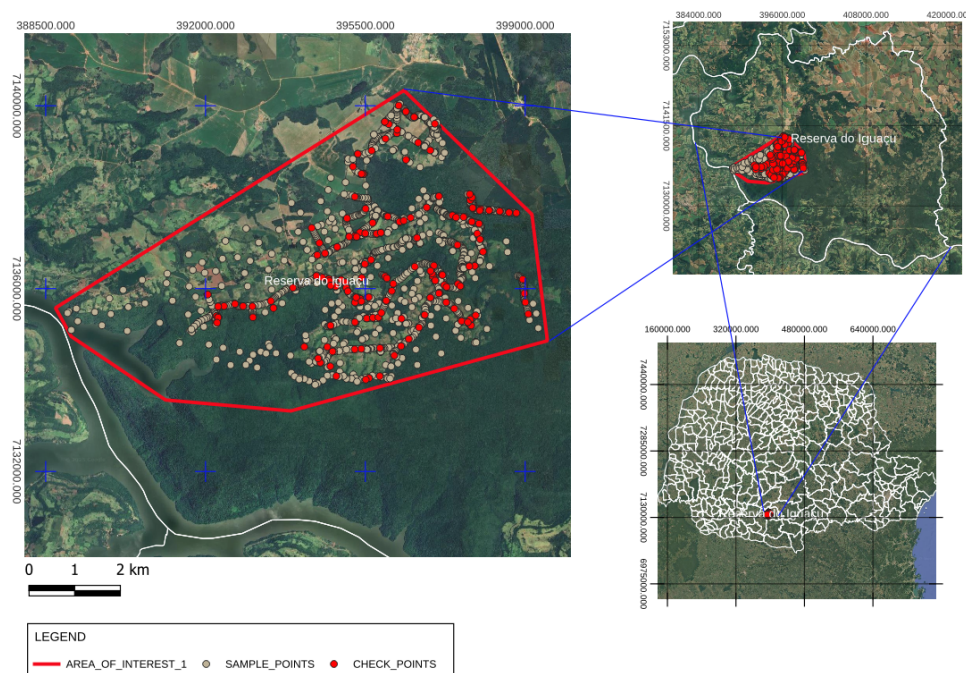 3888500.000 392000.000 395500.000 399000.000
7140000.000
7136000.000
7132000.000
Reserva do Iguaçu
0 1 2 km
LEGEND
AREA_OF_INTEREST_1 SAMPLE_POINTS CHECK_POINTS
384000.000 396000.000 408000.000 420000.000
7153000.000
7141500.000
7130000.000
Reserva do Iguaçu
160000.000 320000.000 480000.000 640000.000
7440000.000
7285000.000
7130000.000
6975000.000
Reserva do Iguaçu